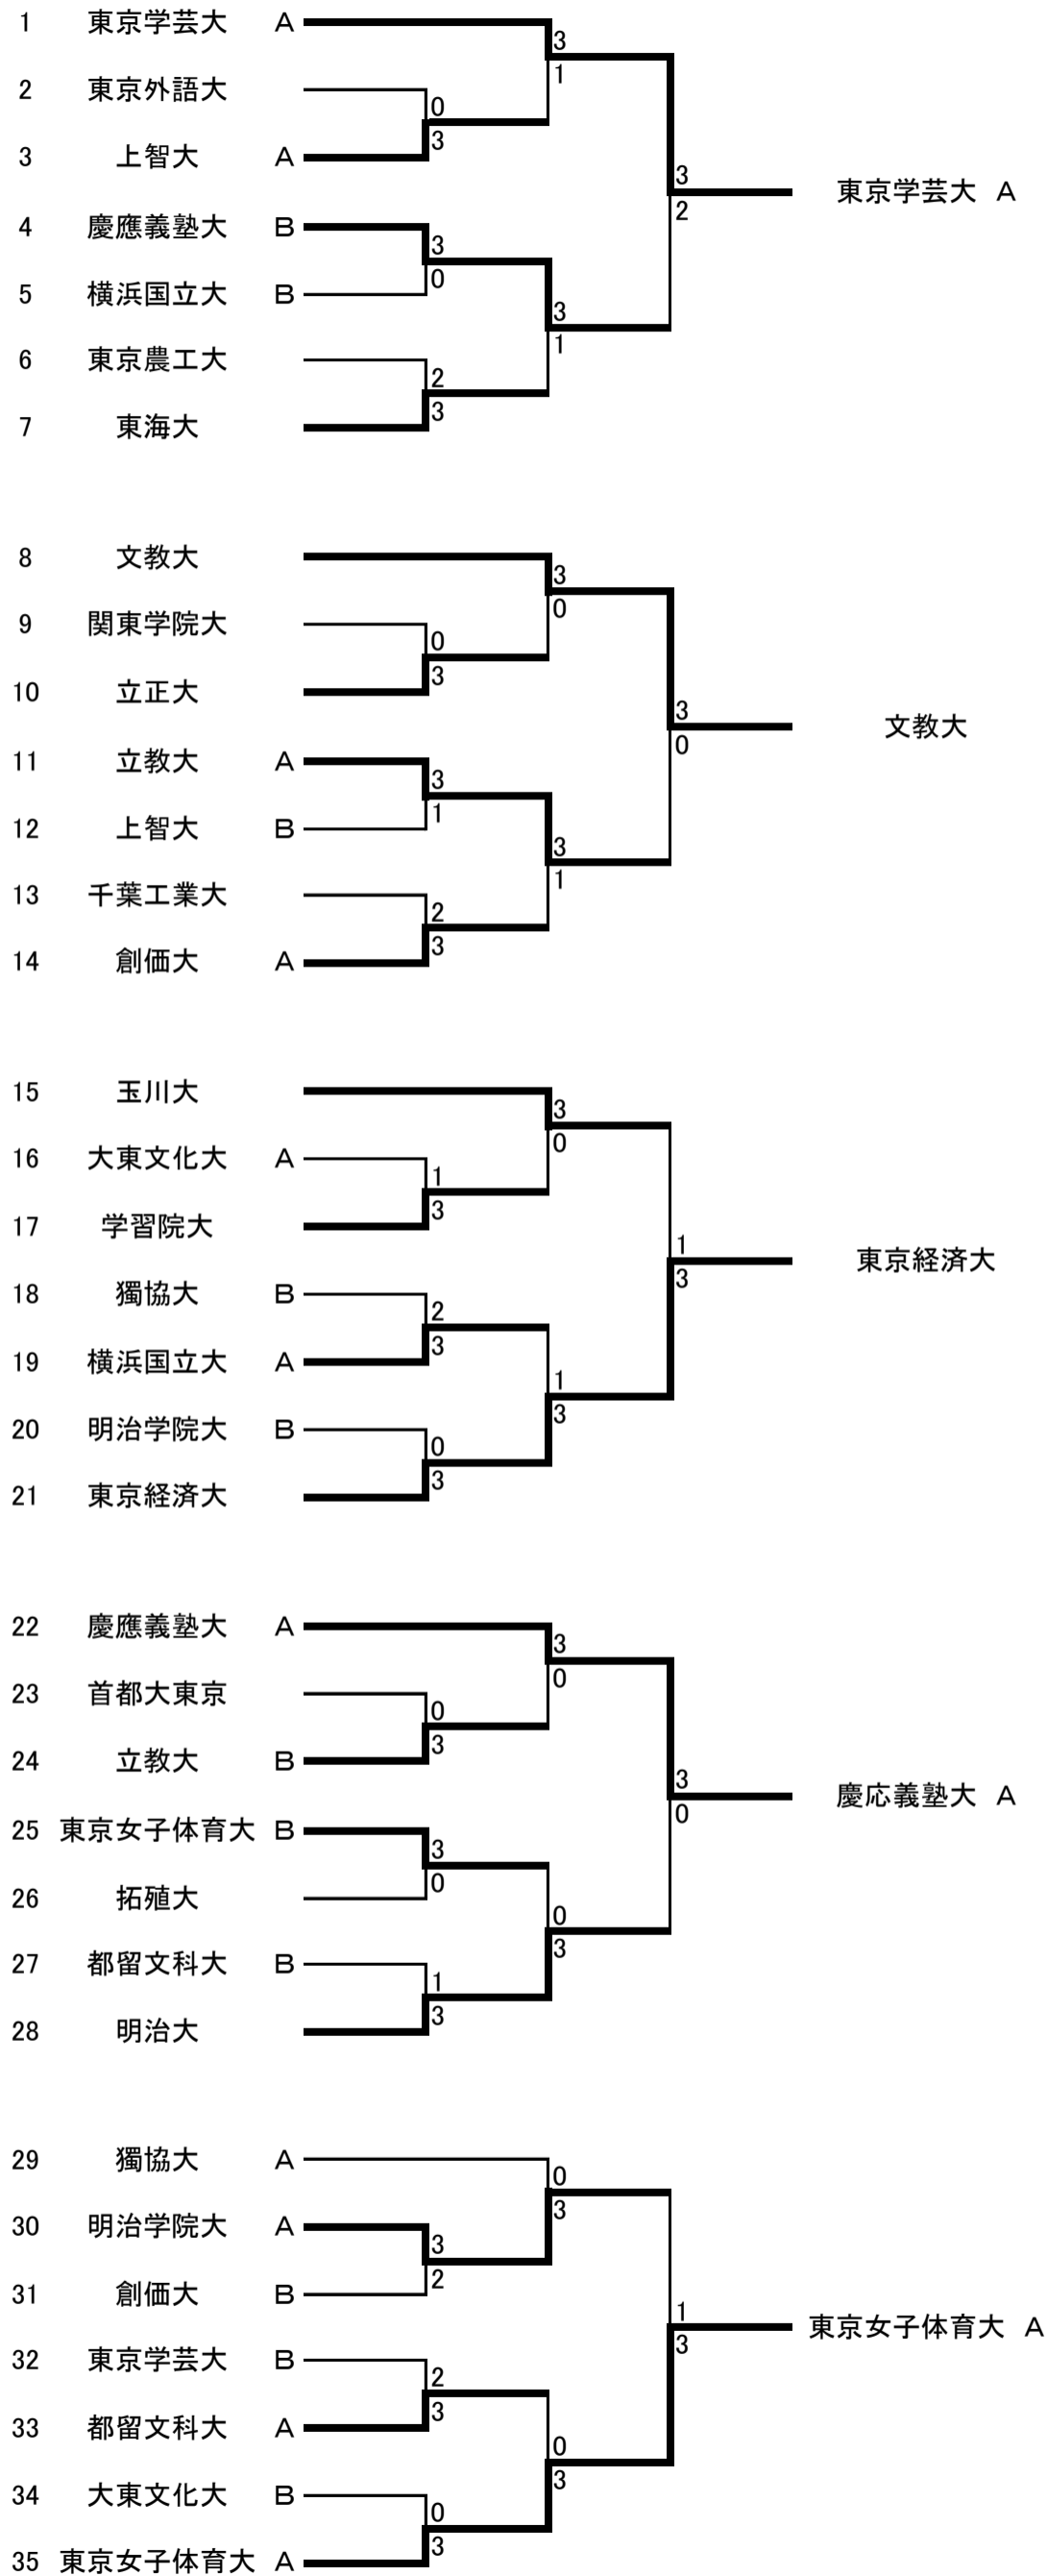 1 東京学芸大 A
3
1
2 東京外語大
0
3
3 上智大 A
3
2
東京学芸大 A
4 慶應義塾大 B
3
0
5 横浜国立大 B
3
1
6 東京農工大
2
3
7 東海大
8 文教大
3
0
9 関東学院大
0
3
10 立正大
3
0
文教大
11 立教大 A
3
1
12 上智大 B
3
1
13 千葉工業大
2
3
14 創価大 A
15 玉川大
3
0
16 大東文化大 A
1
3
17 学習院大
1
3
東京経済大
18 獨協大 B
2
3
19 横浜国立大 A
1
3
20 明治学院大 B
0
3
21 東京経済大
22 慶應義塾大 A
3
0
23 首都大東京
0
3
24 立教大 B
3
0
慶応義塾大 A
25 東京女子体育大 B
3
0
26 拓殖大
0
3
27 都留文科大 B
1
3
28 明治大
29 獨協大 A
0
3
30 明治学院大 A
3
2
31 創価大 B
1
3
東京女子体育大 A
32 東京学芸大 B
2
3
33 都留文科大 A
0
3
34 大東文化大 B
0
3
35 東京女子体育大 A